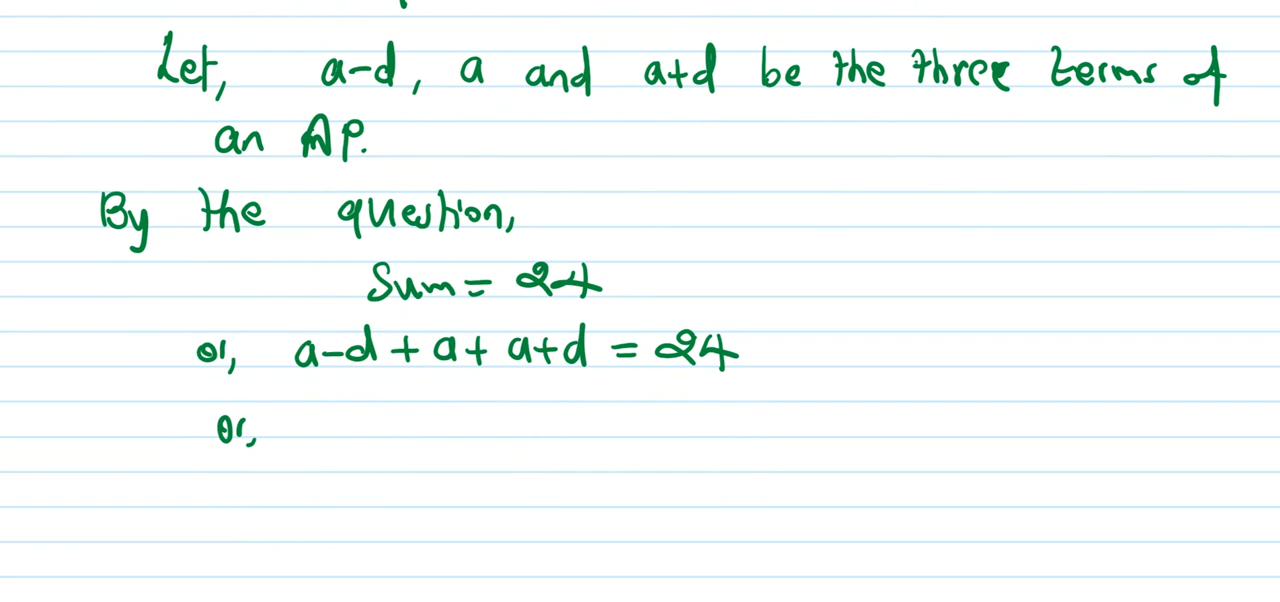 Let, a-d, a and a+d be the three terms of
an AP.
By the question,
Sum = 24
or, a-d + a + a+d = 24
or,